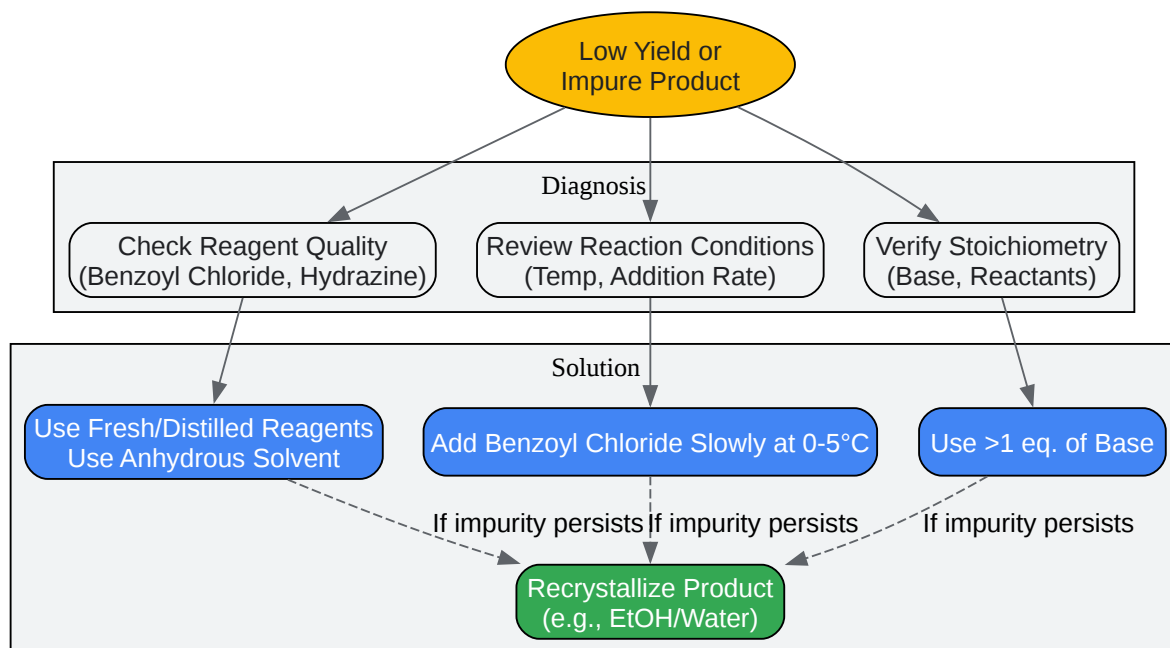 Low Yield or
Impure Product
Diagnosis
Check Reagent Quality
(Benzoyl Chloride, Hydrazine)
Review Reaction Conditions
(Temp, Addition Rate)
Verify Stoichiometry
(Base, Reactants)
Solution
Use Fresh/Distilled Reagents
Use Anhydrous Solvent
Add Benzoyl Chloride Slowly at 0-5°C
Use >1 eq. of Base
If impurity persists
If impurity persists
If impurity persists
Recrystallize Product
(e.g., EtOH/Water)